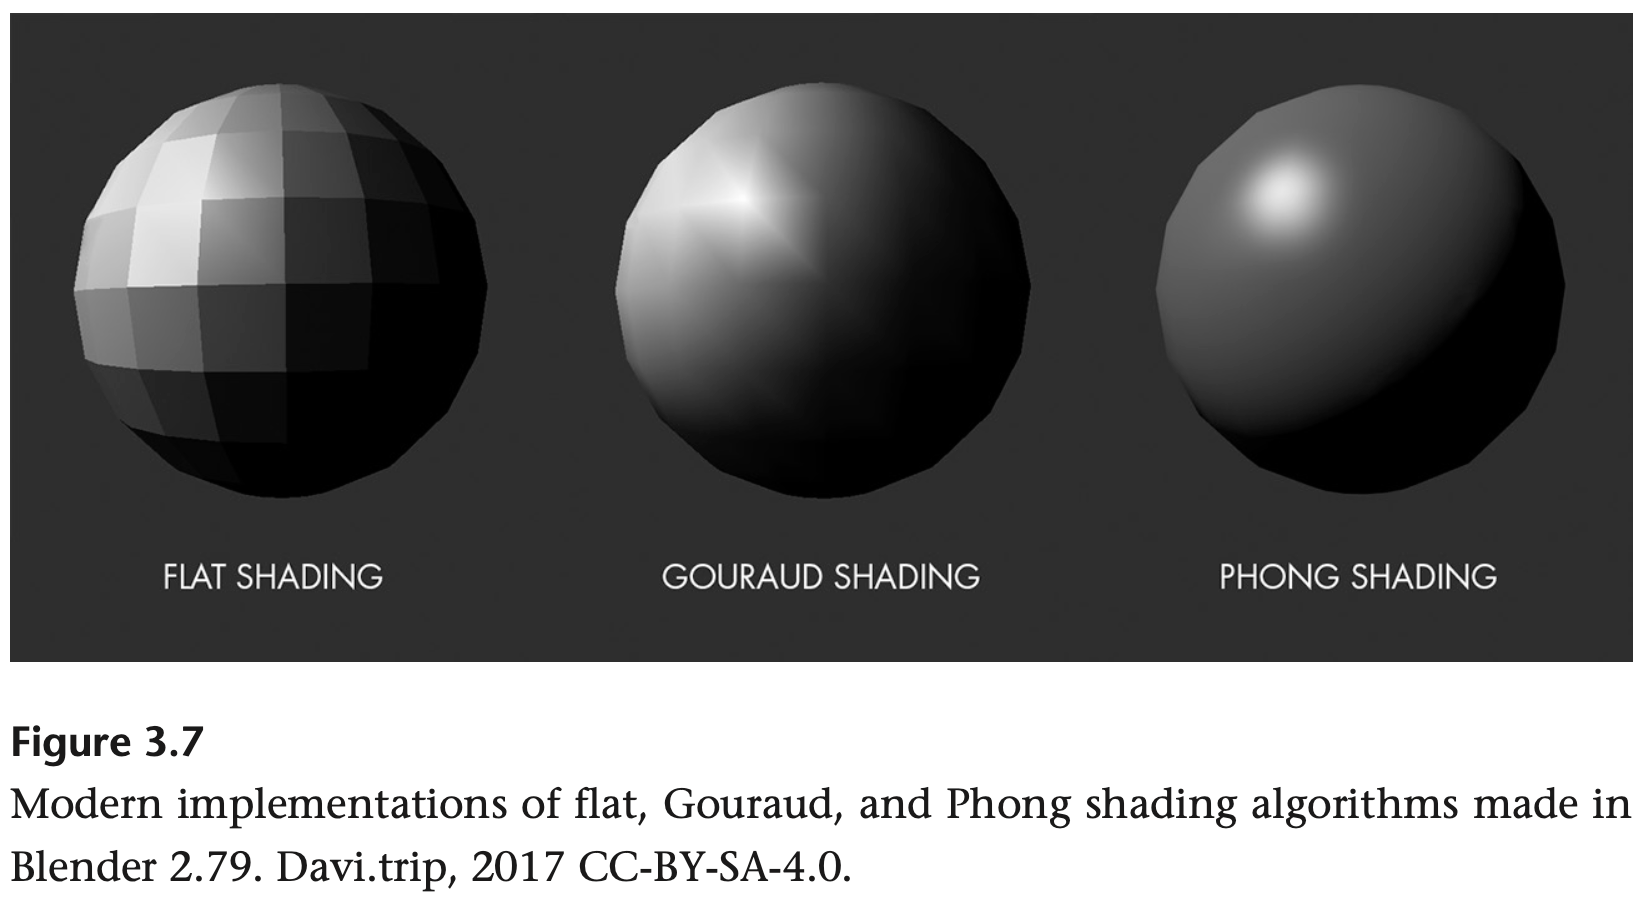 FLAT SHADING GOURAUD SHADING PHONG SHADING
Figure 3.7
Modern implementations of flat, Gouraud, and Phong shading algorithms made in
Blender 2.79. Davi.trip, 2017 CC-BY-SA-4.0.